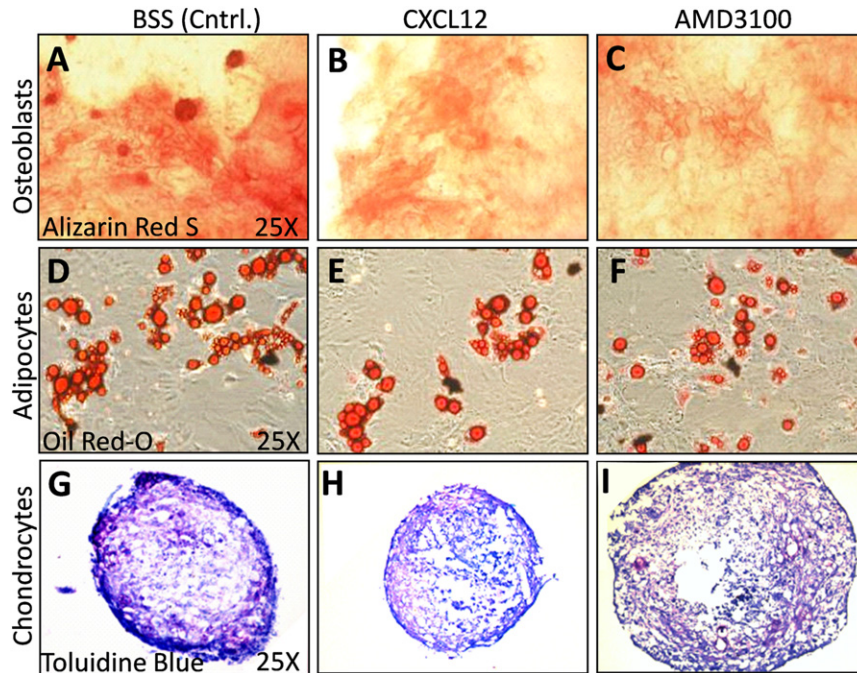 BSS (Cntrl.) CXCL12 AMD3100
Osteoblasts
A B C
Alizarin Red S 25X
Adipocytes
D E F
Oil Red-O 25X
Chondrocytes
G H I
Toluidine Blue 25X